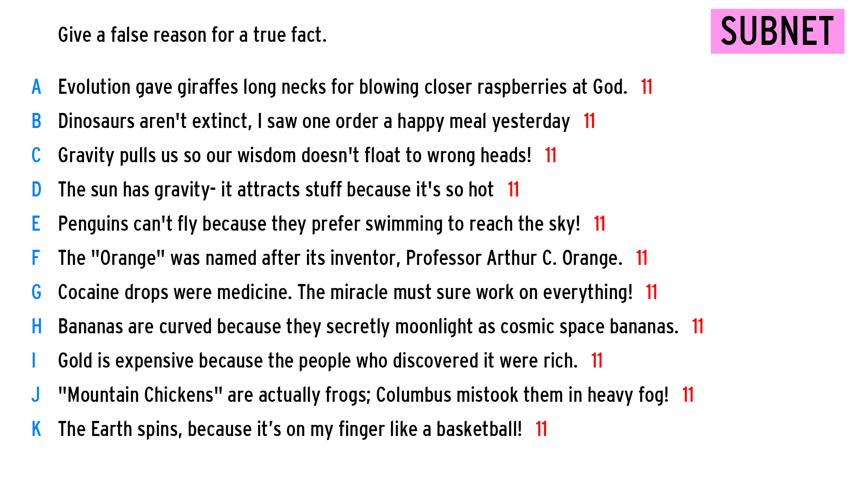 Give a false reason for a true fact.
SUBNET
A Evolution gave giraffes long necks for blowing closer raspberries at God. 11
B Dinosaurs aren't extinct, I saw one order a happy meal yesterday 11
C Gravity pulls us so our wisdom doesn't float to wrong heads! 11
D The sun has gravity- it attracts stuff because it's so hot 11
E Penguins can't fly because they prefer swimming to reach the sky! 11
F The "Orange" was named after its inventor, Professor Arthur C. Orange. 11
G Cocaine drops were medicine. The miracle must sure work on everything! 11
H Bananas are curved because they secretly moonlight as cosmic space bananas. 11
I Gold is expensive because the people who discovered it were rich. 11
J "Mountain Chickens" are actually frogs; Columbus mistook them in heavy fog! 11
K The Earth spins, because it’s on my finger like a basketball! 11